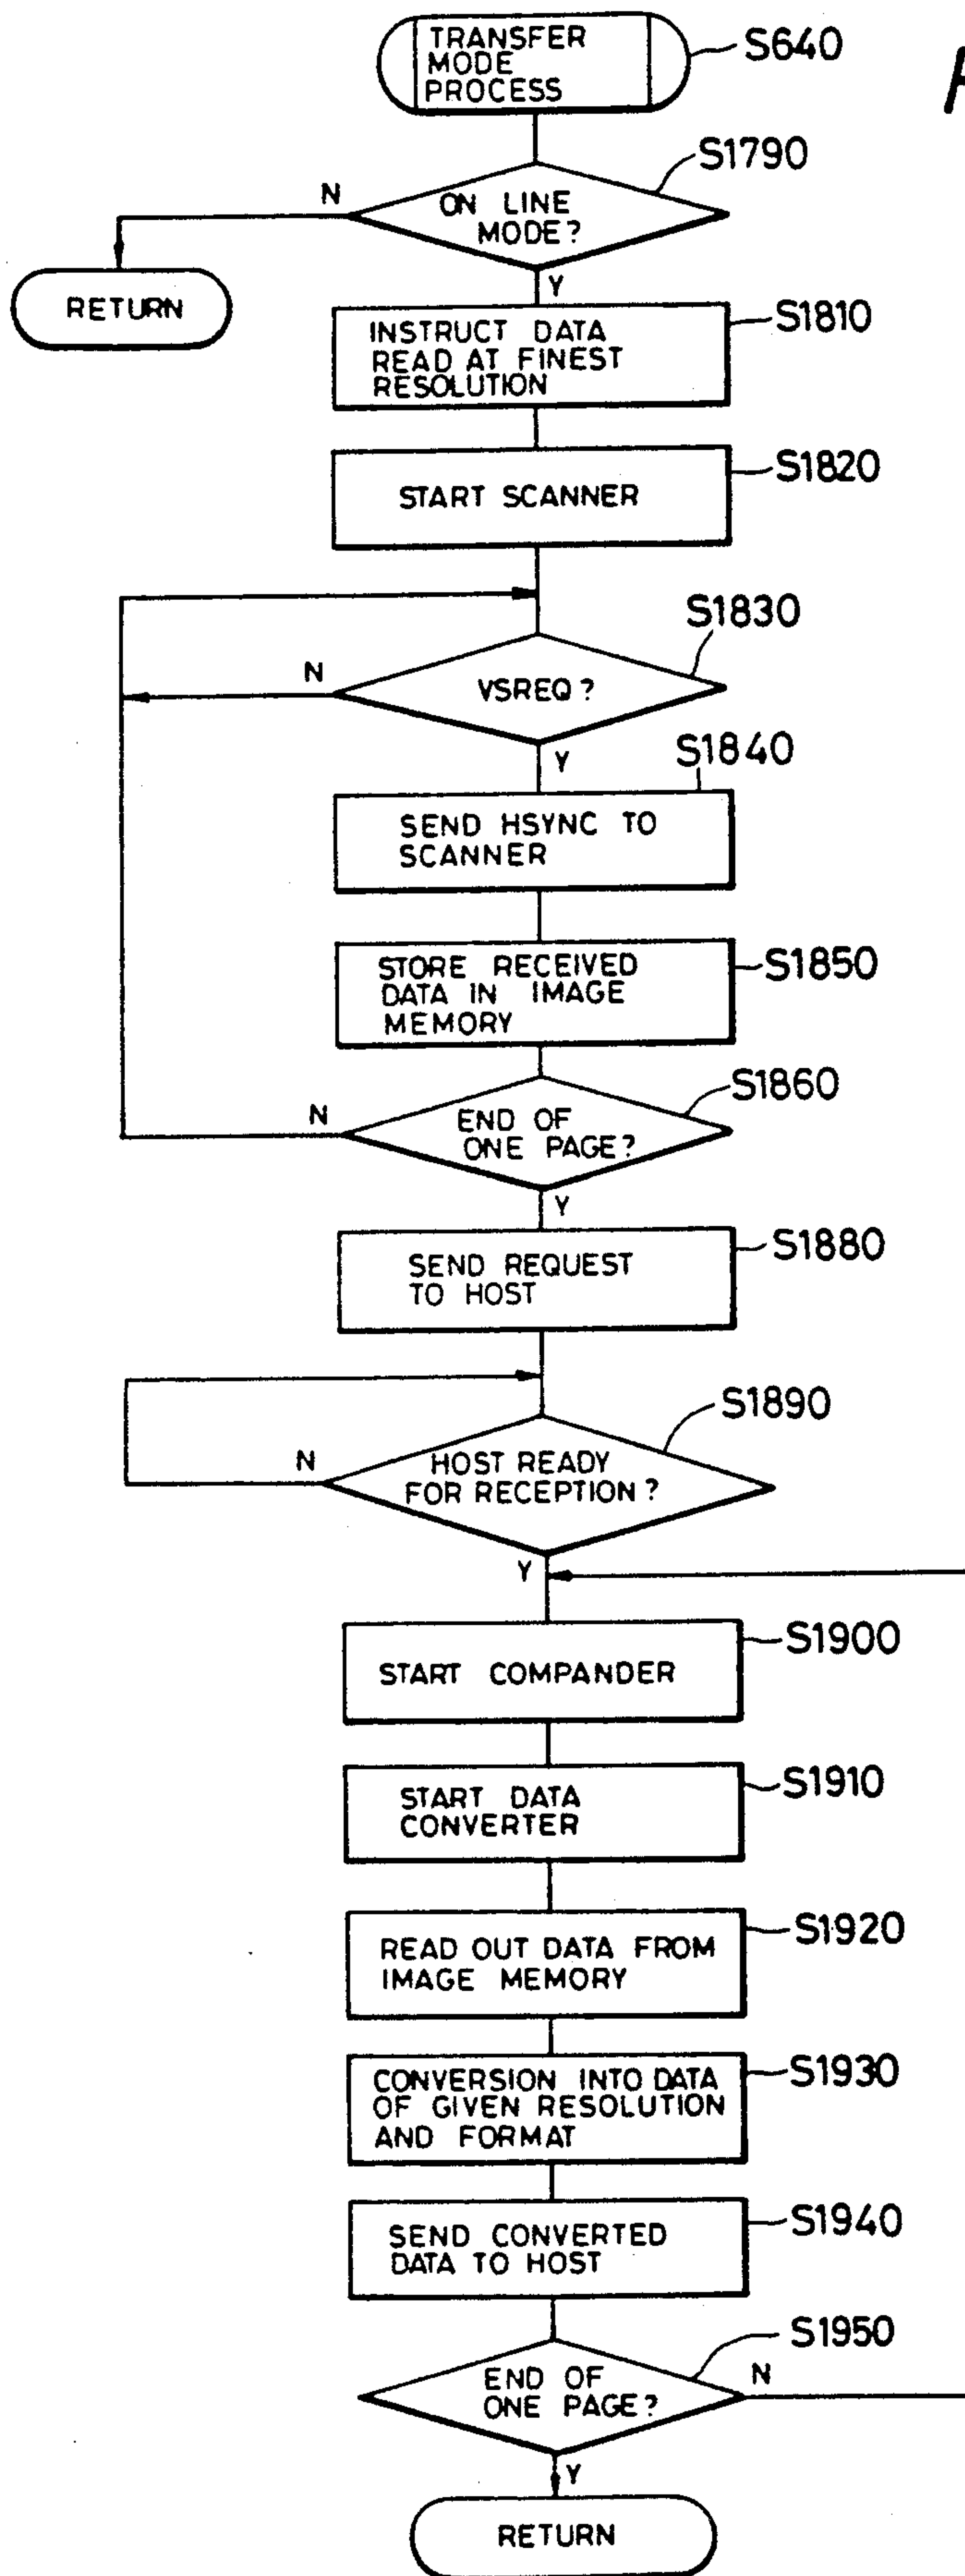 TRANSFER
MODE
PROCESS
S640
S1790
N
ON LINE
MODE?
RETURN
Y
INSTRUCT DATA
READ AT FINEST
RESOLUTION
S1810
START SCANNER
S1820
S1830
N
VSREQ?
Y
S1840
SEND HSYNC TO
SCANNER
STORE RECEIVED
DATA IN IMAGE
MEMORY
S1850
S1860
N
END OF
ONE PAGE?
Y
SEND REQUEST
TO HOST
S1880
S1890
N
HOST READY
FOR RECEPTION?
Y
START COMPANDER
S1900
START DATA
CONVERTER
S1910
READ OUT DATA FROM
IMAGE MEMORY
S1920
CONVERSION INTO DATA
OF GIVEN RESOLUTION
AND FORMAT
S1930
SEND CONVERTED
DATA TO HOST
S1940
S1950
END OF
ONE PAGE?
N
Y
RETURN